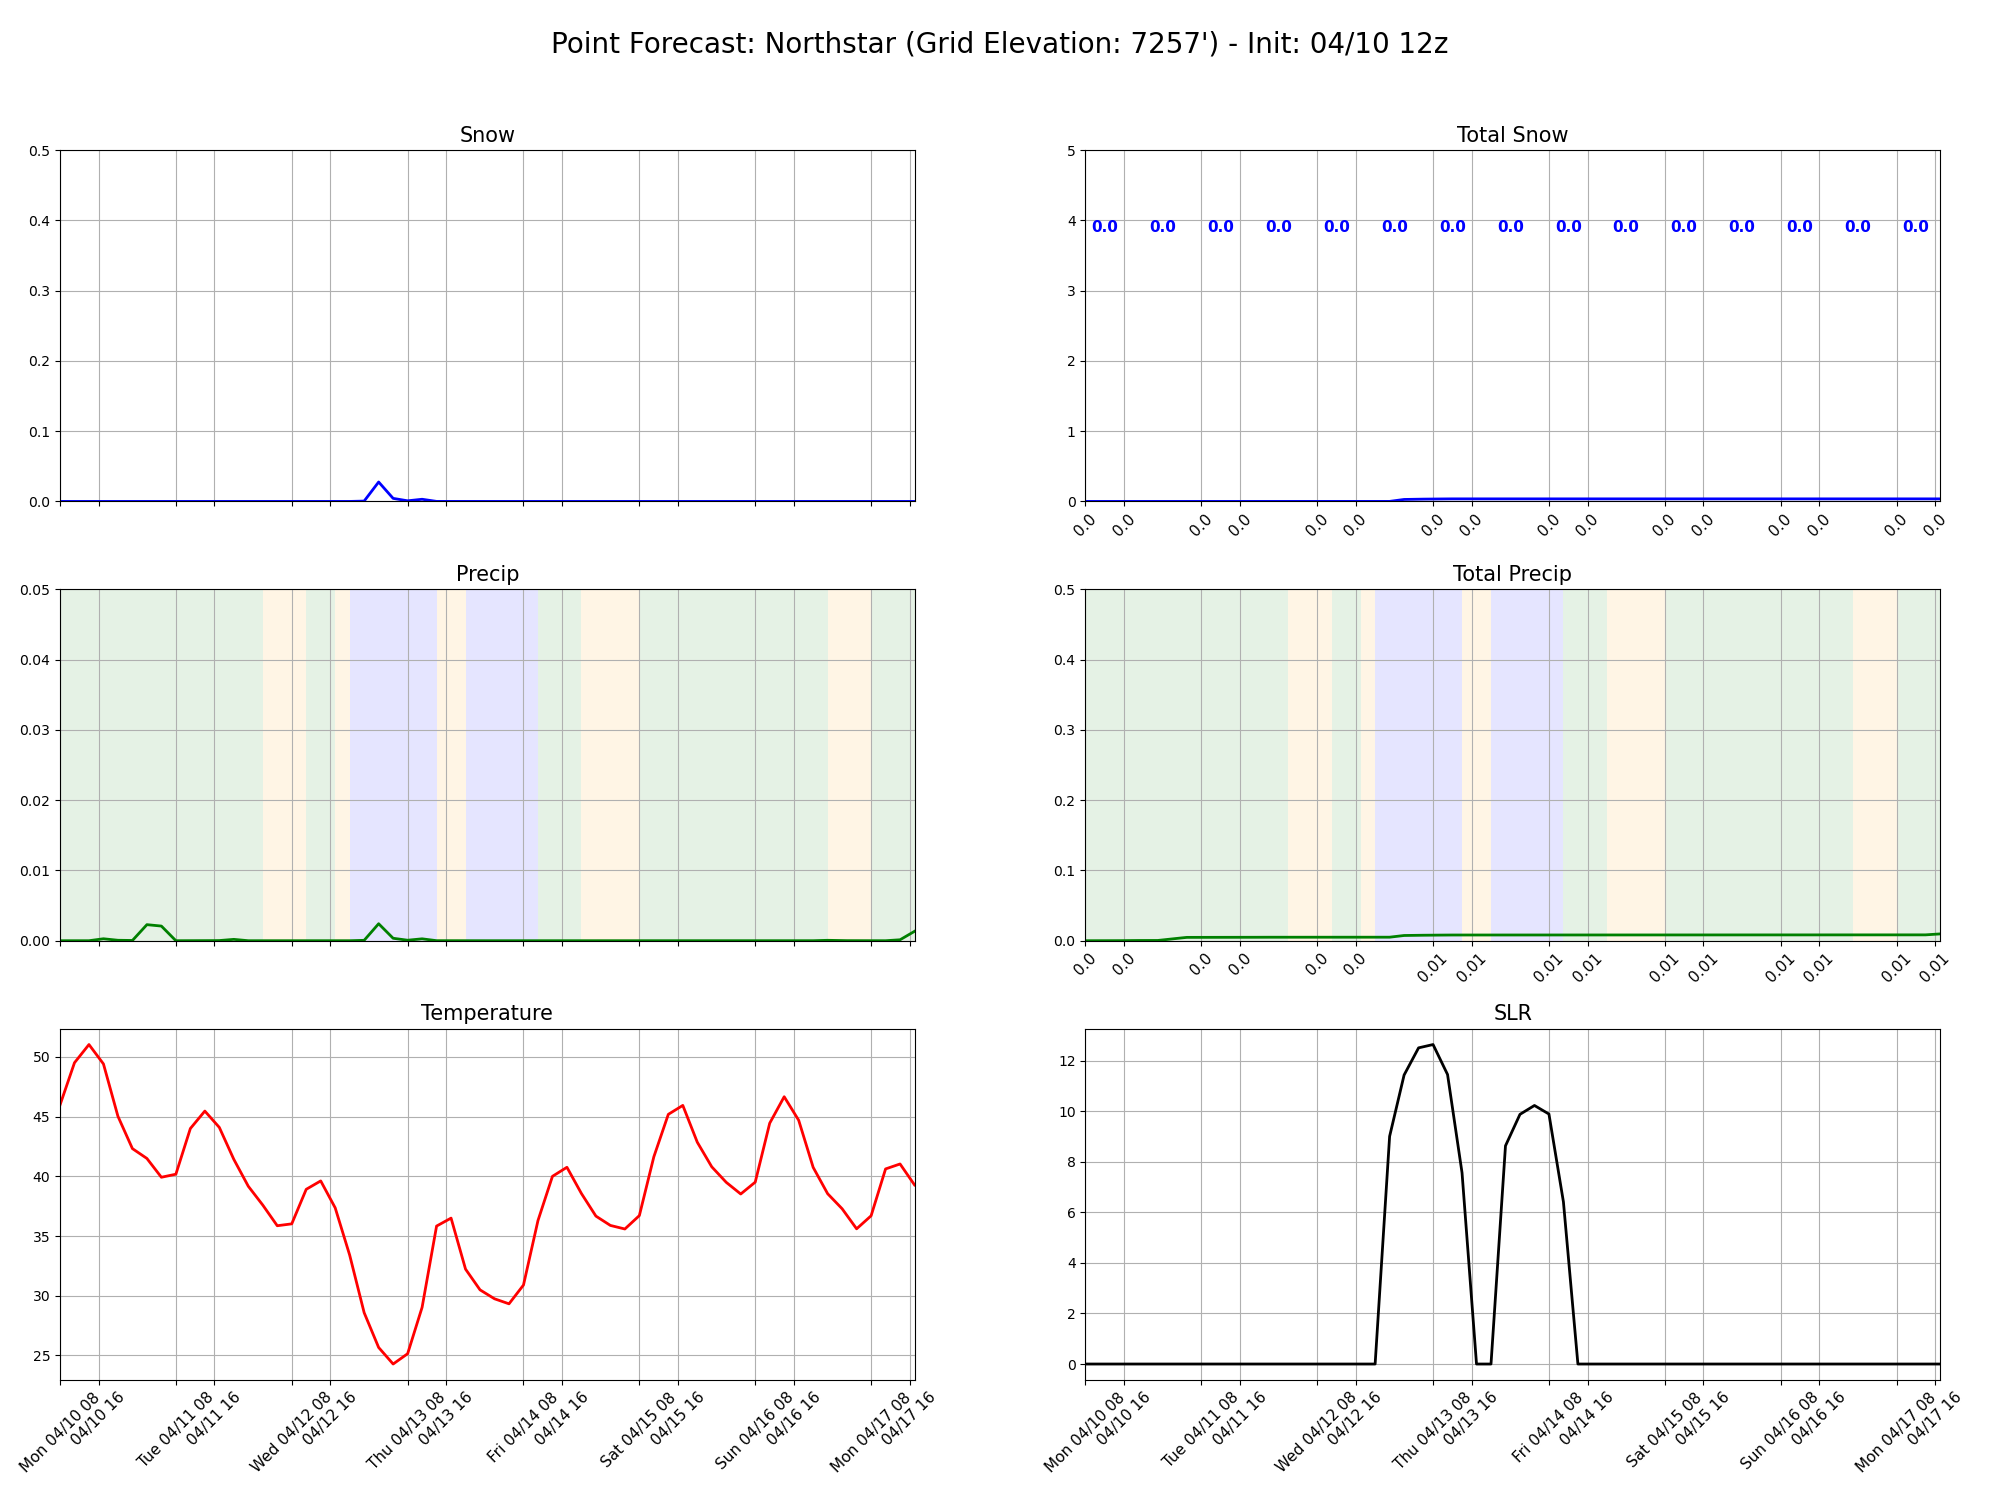 Point Forecast: Northstar (Grid Elevation: 7257') - Init: 04/10 12z
Snow
0.5
0.4
0.3
0.2
0.1
0.0
Total Snow
5
4
3
2
1
0
0.0 0.0 0.0 0.0 0.0 0.0 0.0 0.0 0.0 0.0 0.0 0.0 0.0 0.0 0.0
0.0 0.0 0.0 0.0 0.0 0.0 0.0 0.0 0.0 0.0 0.0 0.0 0.0 0.0 0.0 0.0
Precip
0.05
0.04
0.03
0.02
0.01
0.00
Total Precip
0.5
0.4
0.3
0.2
0.1
0.0
0.0 0.0 0.0 0.0 0.0 0.0 0.01 0.01 0.01 0.01 0.01 0.01 0.01 0.01 0.01 0.01
Temperature
50
45
40
35
30
25
Mon 04/10 08
04/10 16
Tue 04/11 08
04/11 16
Wed 04/12 08
04/12 16
Thu 04/13 08
04/13 16
Fri 04/14 08
04/14 16
Sat 04/15 08
04/15 16
Sun 04/16 08
04/16 16
Mon 04/17 08
04/17 16
SLR
12
10
8
6
4
2
0
Mon 04/10 08
04/10 16
Tue 04/11 08
04/11 16
Wed 04/12 08
04/12 16
Thu 04/13 08
04/13 16
Fri 04/14 08
04/14 16
Sat 04/15 08
04/15 16
Sun 04/16 08
04/16 16
Mon 04/17 08
04/17 16